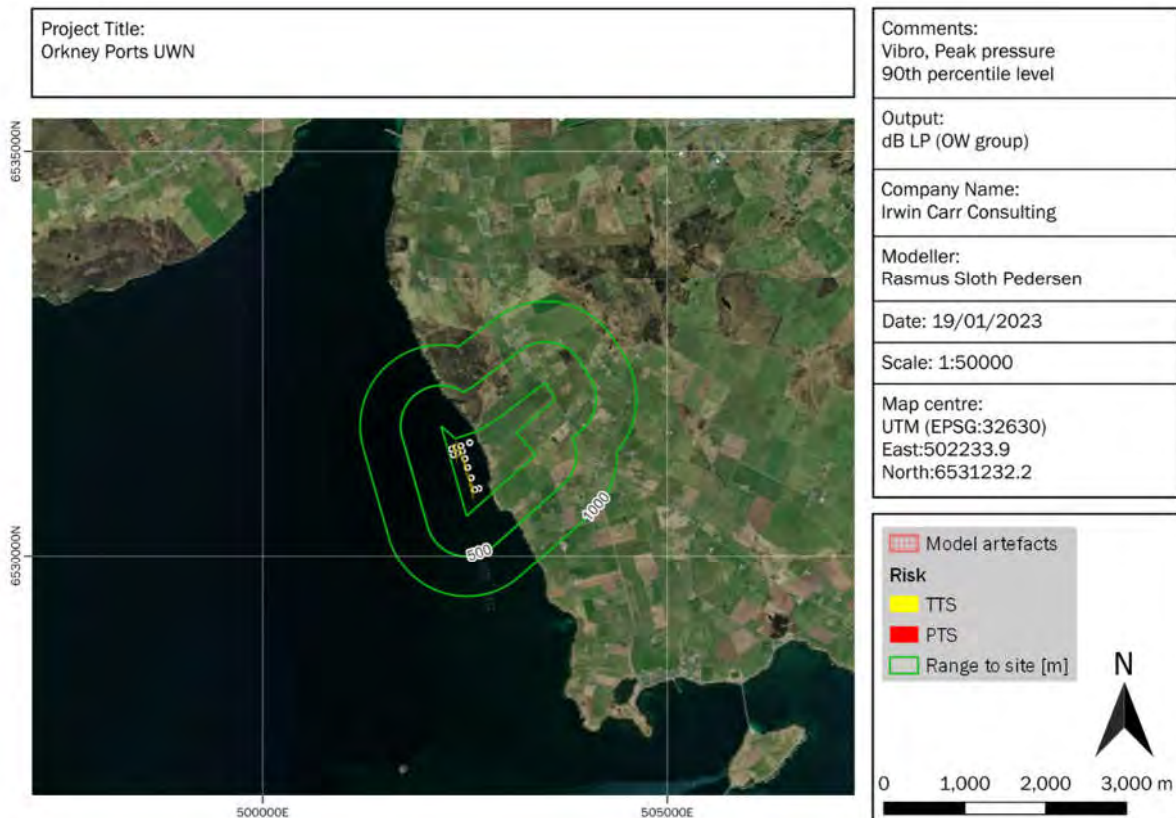 Project Title:
Orkney Ports UWN
Comments:
Vibro, Peak pressure
90th percentile level
Output:
dB LP (OW group)
Company Name:
Irwin Carr Consulting
Modeller:
Rasmus Sloth Pedersen
Date: 19/01/2023
Scale: 1:50000
Map centre:
UTM (EPSG:32630)
East:502233.9
North:6531232.2
6535000N
6530000N
500000E
505000E
1000
500
Model artefacts
Risk
TTS
PTS
Range to site [m]
N
0 1,000 2,000 3,000 m